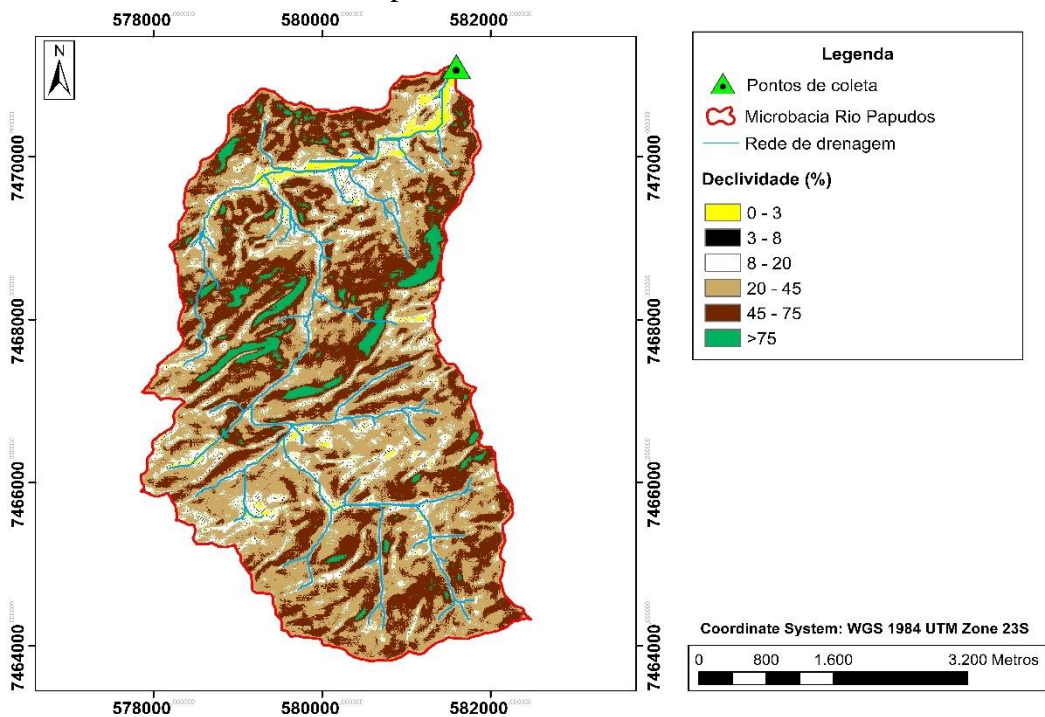 578000
580000
582000
N
7470000
7468000
7466000
7464000
7470000
7468000
7466000
7464000
578000
580000
582000
Legenda
Pontos de coleta
Microbacia Rio Papudos
Rede de drenagem
Declividade (%)
0 - 3
3 - 8
8 - 20
20 - 45
45 - 75
>75
Coordinate System: WGS 1984 UTM Zone 23S
0 800 1.600 3.200 Metros